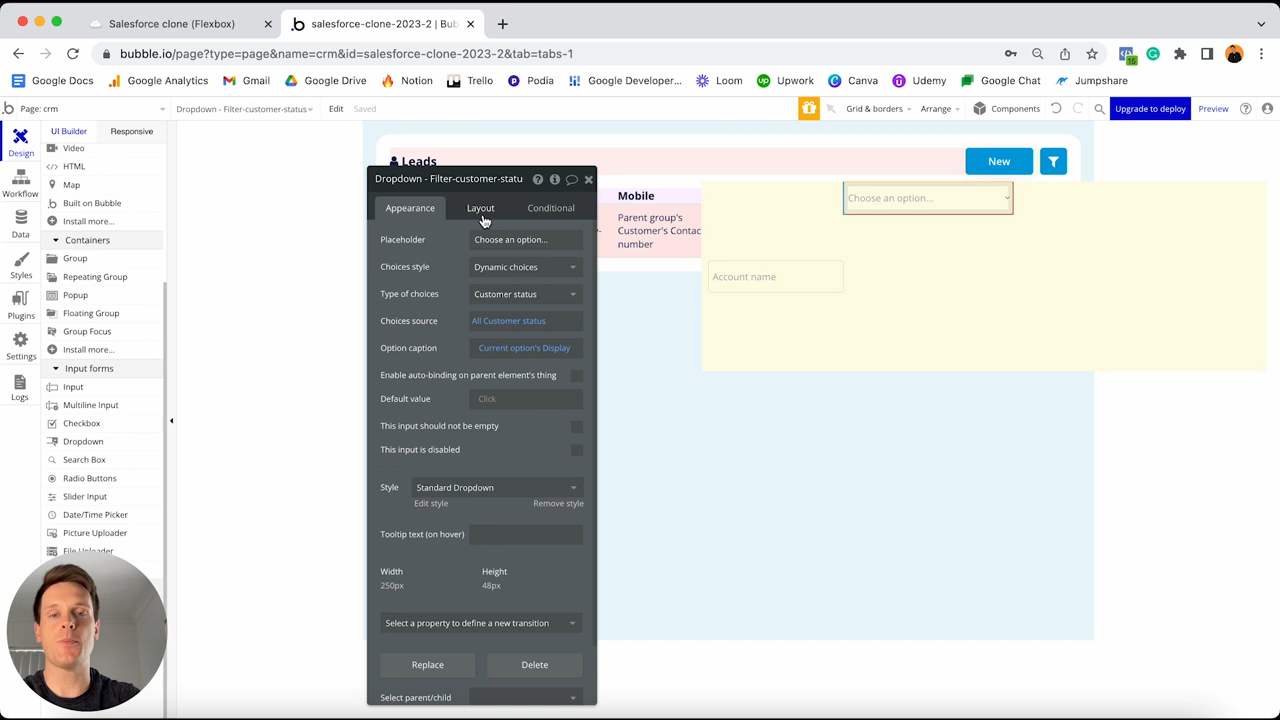 Salesforce clone (Flexbox)
salesforce-clone-2023-2 | Bub
bubble.io/page?type=page&name=crm&id=salesforce-clone-2023-2&tab=tabs-1
16
Google Docs
Google Analytics
Gmail
Google Drive
Notion
Trello
Podia
Google Developer...
Loom
Upwork
Canva
Udemy
Google Chat
Jumpshare
Page: crm
Dropdown - Filter-customer-status
Edit
Saved
Grid & borders
Arrange
Components
Upgrade to deploy
Preview
Design
Workflow
Data
Styles
Plugins
Settings
Logs
UI Builder
Responsive
Video
HTML
Map
Built on Bubble
Install more...
Containers
Group
Repeating Group
Popup
Floating Group
Group Focus
Install more...
Input forms
Input
Multiline Input
Checkbox
Dropdown
Search Box
Radio Buttons
Slider Input
Date/Time Picker
Picture Uploader
File Uploader
Leads
New
Dropdown - Filter-customer-statu
Appearance
Layout
Conditional
Placeholder
Choose an option...
Choices style
Dynamic choices
Type of choices
Customer status
Choices source
All Customer status
Option caption
Current option's Display
Enable auto-binding on parent element's thing
Default value
Click
This input should not be empty
This input is disabled
Style
Standard Dropdown
Edit style
Remove style
Tooltip text (on hover)
Width
Height
250px
48px
Select a property to define a new transition
Replace
Delete
Select parent/child
Mobile
Parent group's
Customer's Contac
number
Choose an option...
Account name